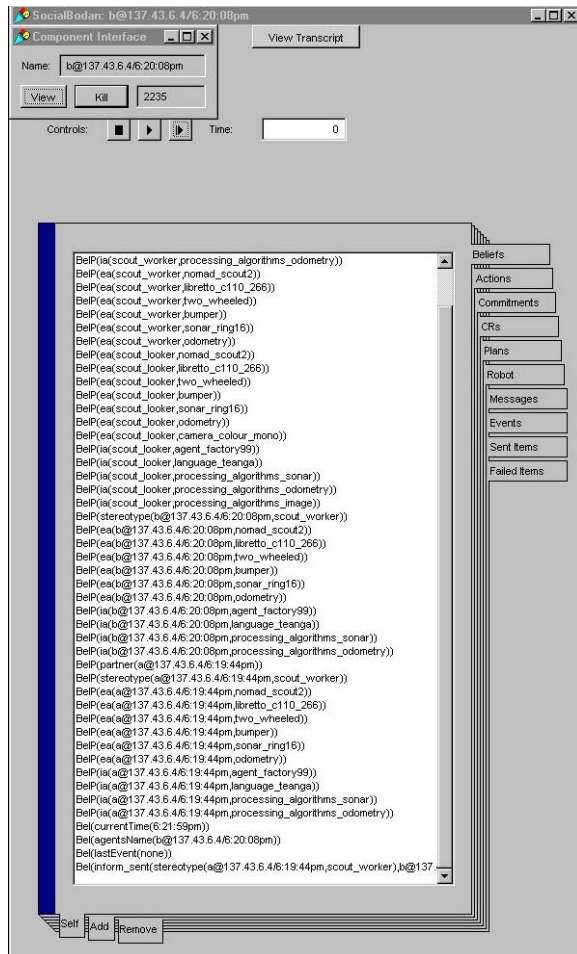 SocialBodan: b@137.43.6.4/6:20:08pm
Component Interface
Name: b@137.43.6.4/6:20:08pm
View Kill 2235
View Transcript
Controls: Time: 0
BelP(ia(scout_worker,processing_algorithms_odometry))
BelP(ea(scout_worker,nomad_scout2))
BelP(ea(scout_worker,libretto_c110_266))
BelP(ea(scout_worker,two_wheeled))
BelP(ea(scout_worker,bumper))
BelP(ea(scout_worker,sonar_ring16))
BelP(ea(scout_worker,odometry))
BelP(ea(scout_looker,nomad_scout2))
BelP(ea(scout_looker,libretto_c110_266))
BelP(ea(scout_looker,two_wheeled))
BelP(ea(scout_looker,bumper))
BelP(ea(scout_looker,sonar_ring16))
BelP(ea(scout_looker,odometry))
BelP(ea(scout_looker,camera_colour_mono))
BelP(ia(scout_looker,agent_factory99))
BelP(ia(scout_looker,language_teanga))
BelP(ia(scout_looker,processing_algorithms_sonar))
BelP(ia(scout_looker,processing_algorithms_odometry))
BelP(ia(scout_looker,processing_algorithms_image))
BelP(stereotype(b@137.43.6.4/6:20:08pm,scout_worker))
BelP(ea(b@137.43.6.4/6:20:08pm,nomad_scout2))
BelP(ea(b@137.43.6.4/6:20:08pm,libretto_c110_266))
BelP(ea(b@137.43.6.4/6:20:08pm,two_wheeled))
BelP(ea(b@137.43.6.4/6:20:08pm,bumper))
BelP(ea(b@137.43.6.4/6:20:08pm,sonar_ring16))
BelP(ea(b@137.43.6.4/6:20:08pm,odometry))
BelP(ia(b@137.43.6.4/6:20:08pm,agent_factory99))
BelP(ia(b@137.43.6.4/6:20:08pm,language_teanga))
BelP(ia(b@137.43.6.4/6:20:08pm,processing_algorithms_sonar))
BelP(ia(b@137.43.6.4/6:20:08pm,processing_algorithms_odometry))
BelP(partner(a@137.43.6.4/6:19:44pm))
BelP(stereotype(a@137.43.6.4/6:19:44pm,scout_worker))
BelP(ea(a@137.43.6.4/6:19:44pm,nomad_scout2))
BelP(ea(a@137.43.6.4/6:19:44pm,libretto_c110_266))
BelP(ea(a@137.43.6.4/6:19:44pm,two_wheeled))
BelP(ea(a@137.43.6.4/6:19:44pm,bumper))
BelP(ea(a@137.43.6.4/6:19:44pm,sonar_ring16))
BelP(ea(a@137.43.6.4/6:19:44pm,odometry))
BelP(ia(a@137.43.6.4/6:19:44pm,agent_factory99))
BelP(ia(a@137.43.6.4/6:19:44pm,language_teanga))
BelP(ia(a@137.43.6.4/6:19:44pm,processing_algorithms_sonar))
BelP(ia(a@137.43.6.4/6:19:44pm,processing_algorithms_odometry))
Bel(currentTime(6:21:59pm))
Bel(agentsName(b@137.43.6.4/6:20:08pm))
Bel(lastEvent(none))
Bel(inform_sent(stereotype(a@137.43.6.4/6:19:44pm,scout_worker),b@137.
Beliefs
Actions
Commitments
CRs
Plans
Robot
Messages
Events
Sent Items
Failed Items
Self Add Remove